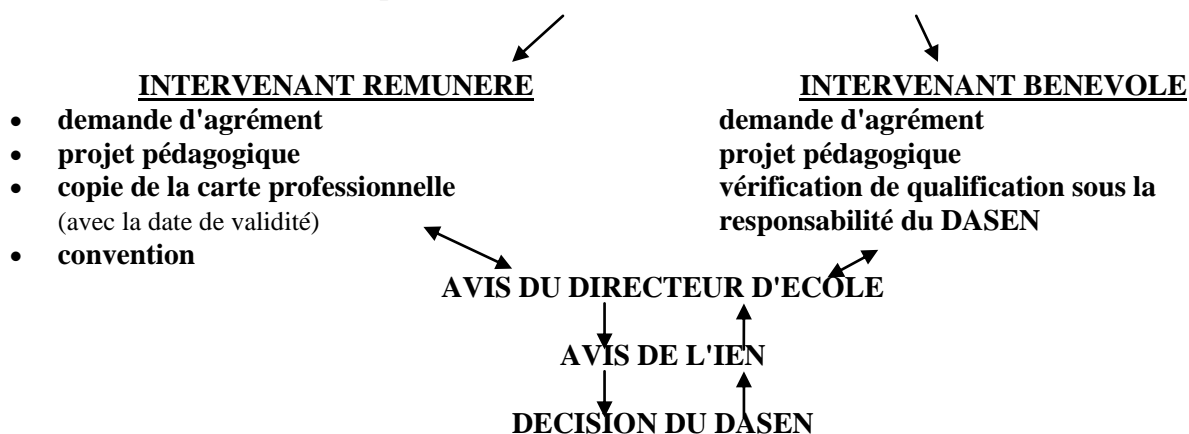 INTERVENANT REMUNERE
• demande d'agrément
• projet pédagogique
• copie de la carte professionnelle
(avec la date de validité)
• convention
INTERVENANT BENEVOLE
demande d'agrément
projet pédagogique
vérification de qualification sous la
responsabilité du DASEN
AVIS DU DIRECTEUR D'ECOLE
AVIS DE L'IEN
DECISION DU DASEN